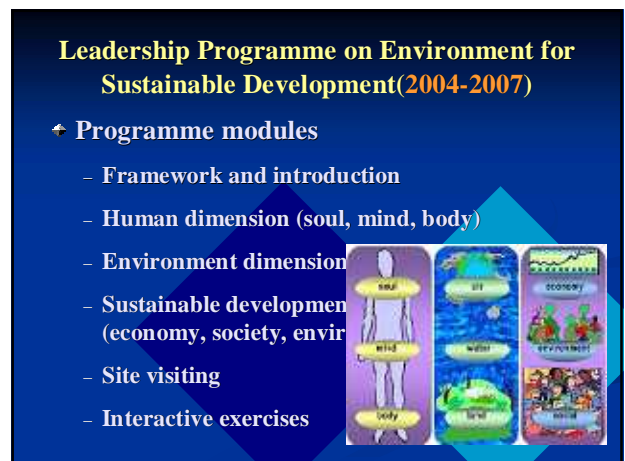 Leadership Programme on Environment for
Sustainable Development(2004-2007)
Programme modules
– Framework and introduction
– Human dimension (soul, mind, body)
– Environment dimension
– Sustainable developmen
(economy, society, envir
– Site visiting
– Interactive exercises
soul
mind
body
air
water
land
economy
environment
social